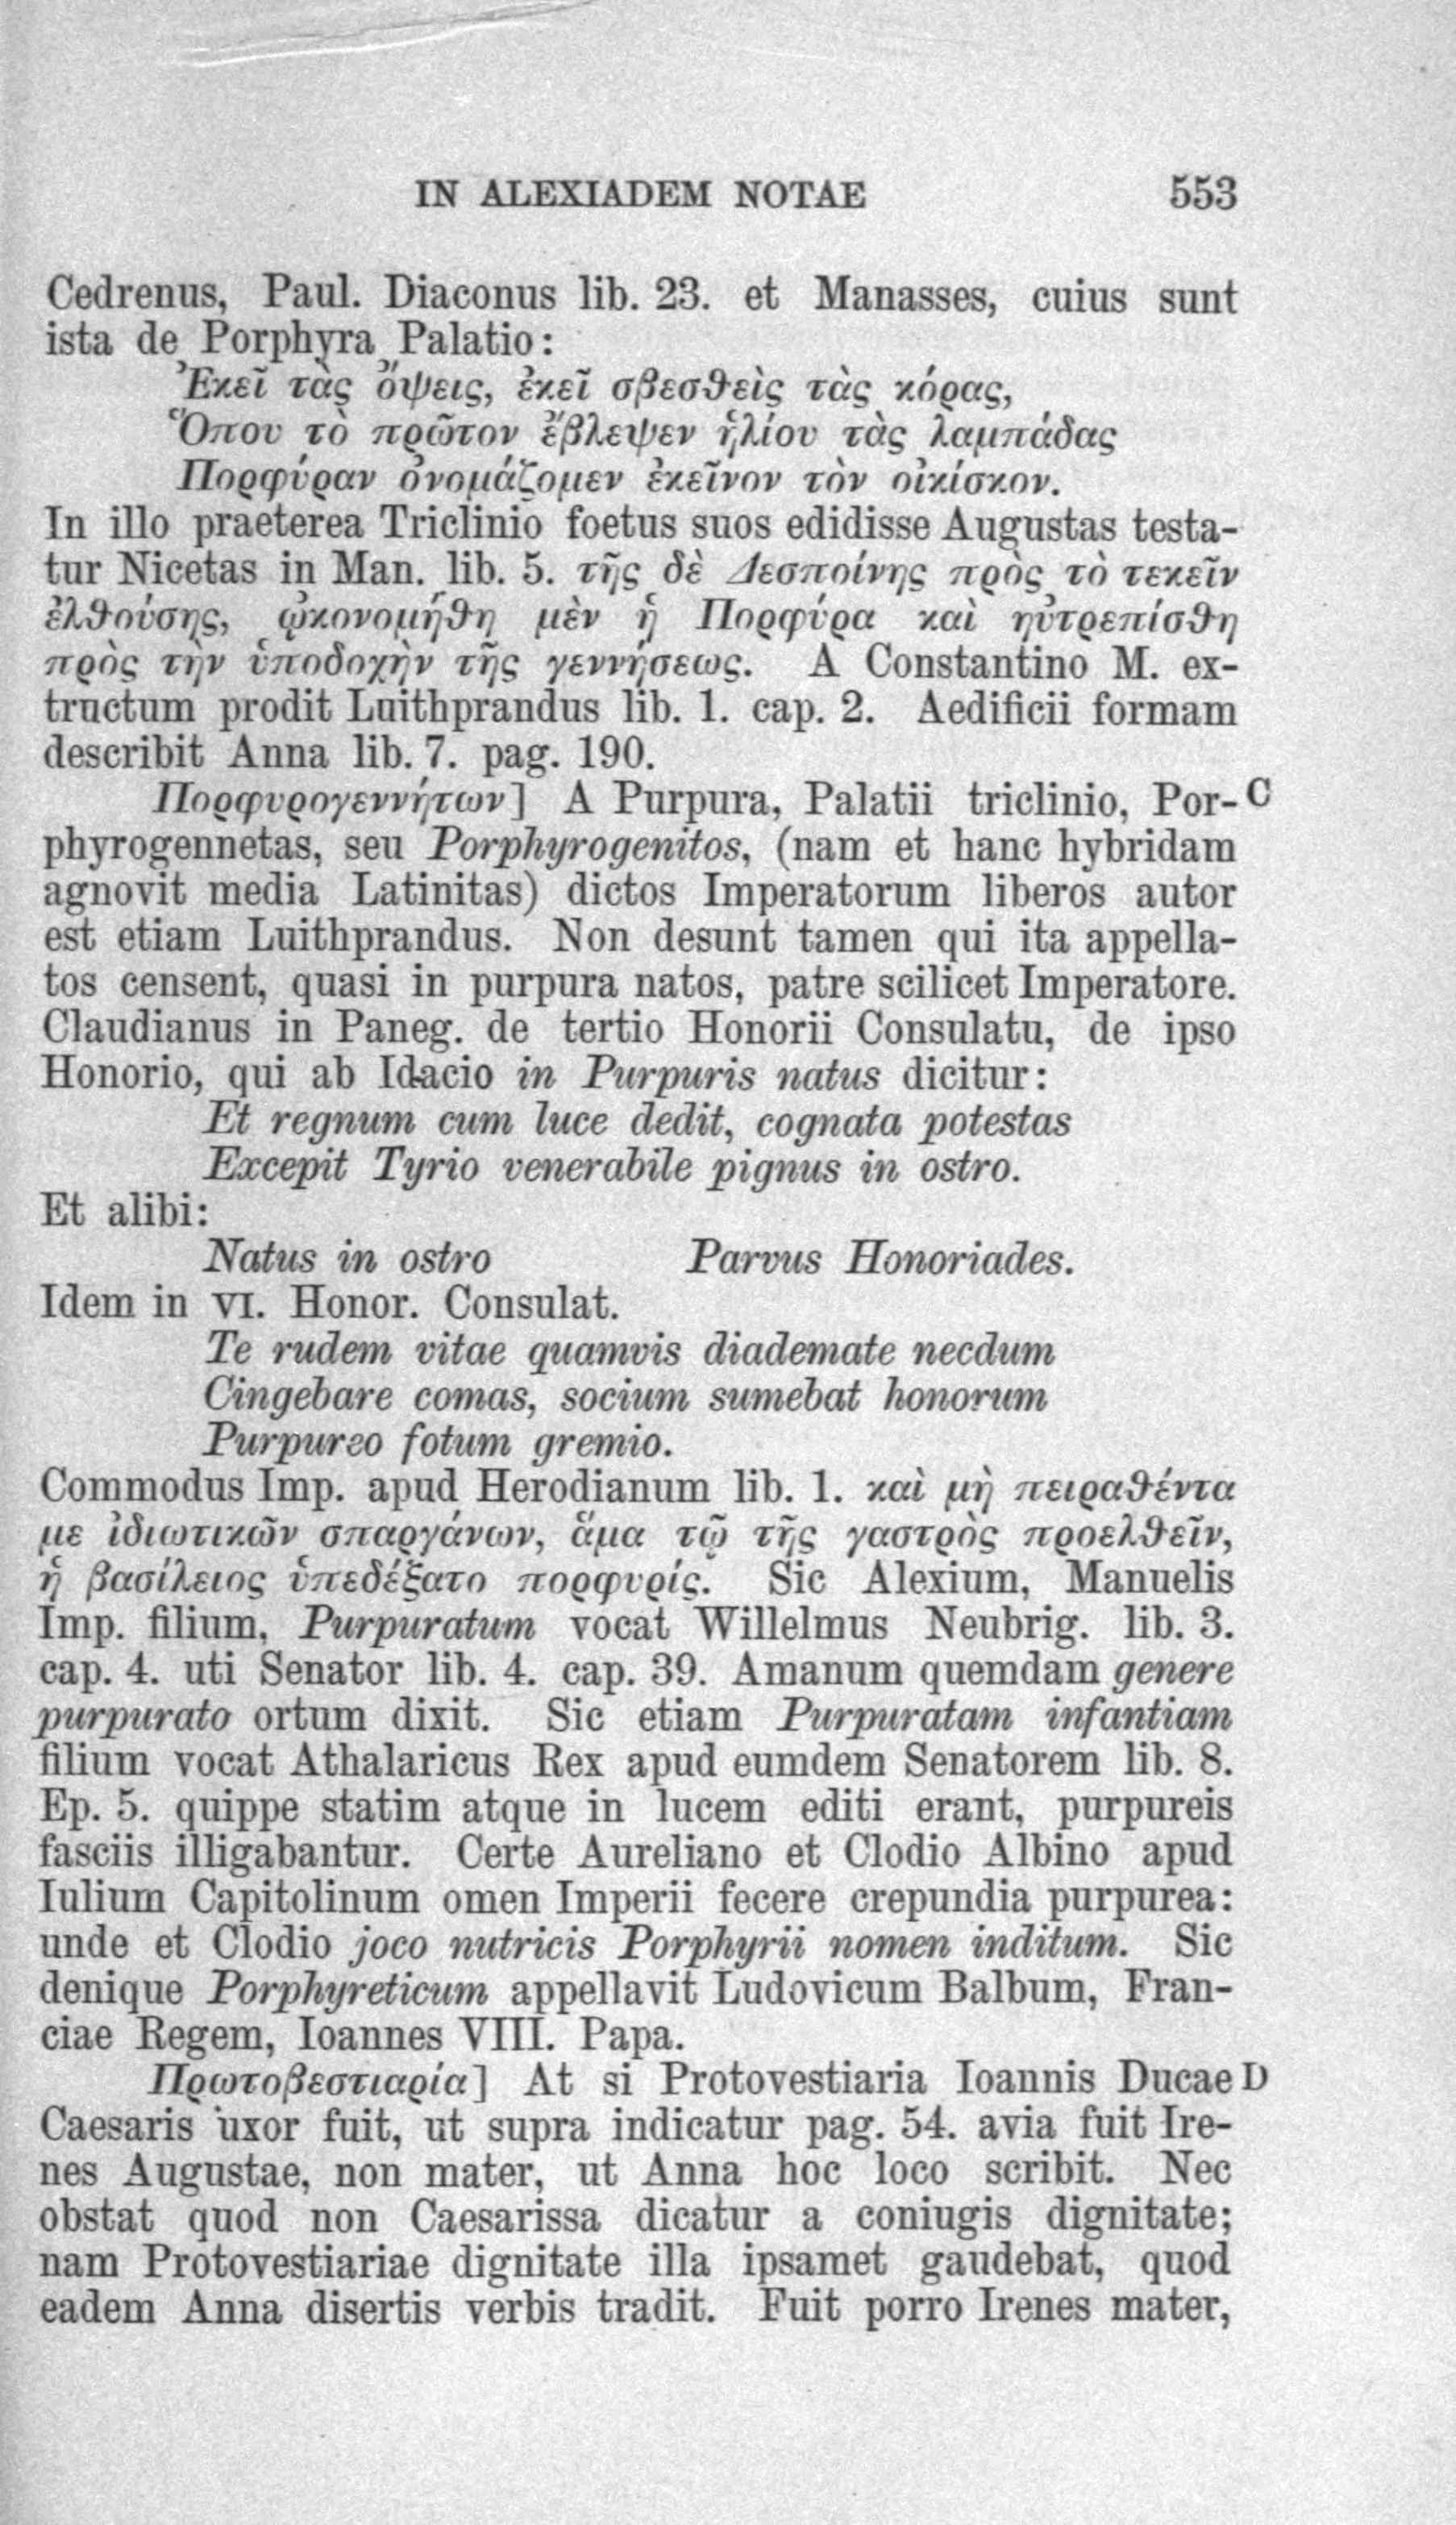 IN ALEXIADEM NOTAE 553
Cedrenus, Paul. Diaconus lib. 23. et Manasses, cuius sunt
ista de Porphyra Palatio:
Ἐκεῖ τὰς ὄψεις, ἐκεῖ σβεσθεὶς τὰς κόρας,
Ὅπου τὸ πρῶτον ἔβλεψεν ἡλίου τὰς λαμπάδας
Πορφύραν ὀνομάζομεν ἐκεῖνον τὸν οἰκίσκον.
In illo praeterea Triclinio foetus suos edidisse Augustas testa-
tur Nicetas in Man. lib. 5. τῆς δὲ Δεσποίνης πρὸς τὸ τεκεῖν
ἐλθούσης, ᾠκονομήθη μὲν ἡ Πορφύρα καὶ ηὐτρεπίσθη
πρὸς τὴν ὑποδοχὴν τῆς γεννήσεως. A Constantino M. ex-
tructum prodit Luithprandus lib. 1. cap. 2. Aedificii formam
describit Anna lib. 7. pag. 190.
Πορφυρογεννήτων] A Purpura, Palatii triclinio, Por- C
phyrogennetas, seu Porphyrogenitos, (nam et hanc hybridam
agnovit media Latinitas) dictos Imperatorum liberos autor
est etiam Luithprandus. Non desunt tamen qui ita appella-
tos censent, quasi in purpura natos, patre scilicet Imperatore.
Claudianus in Paneg. de tertio Honorii Consulatu, de ipso
Honorio, qui ab Idacio in Purpuris natus dicitur:
Et regnum cum luce dedit, cognata potestas
Excepit Tyrio venerabile pignus in ostro.
Et alibi:
Natus in ostro Parvus Honoriades.
Idem in VI. Honor. Consulat.
Te rudem vitae quamvis diademate necdum
Cingebare comas, socium sumebat honorum
Purpureo fotum gremio.
Commodus Imp. apud Herodianum lib. 1. καὶ μὴ πειραθέντα
με ἰδιωτικῶν σπαργάνων, ἅμα τῷ τῆς γαστρὸς προελθεῖν,
ἡ βασίλειος ὑπεδέξατο πορφυρίς. Sic Alexium, Manuelis
Imp. filium, Purpuratum vocat Willelmus Neubrig. lib. 3.
cap. 4. uti Senator lib. 4. cap. 39. Amanum quemdam genere
purpurato ortum dixit. Sic etiam Purpuratam infantiam
filium vocat Athalaricus Rex apud eumdem Senatorem lib. 8.
Ep. 5. quippe statim atque in lucem editi erant, purpureis
fasciis illigabantur. Certe Aureliano et Clodio Albino apud
Iulium Capitolinum omen Imperii fecere crepundia purpurea:
unde et Clodio joco nutricis Porphyrii nomen inditum. Sic
denique Porphyreticum appellavit Ludovicum Balbum, Fran-
ciae Regem, Ioannes VIII. Papa.
Πρωτοβεστιαρία] At si Protovestiaria Ioannis Ducae D
Caesaris uxor fuit, ut supra indicatur pag. 54. avia fuit Ire-
nes Augustae, non mater, ut Anna hoc loco scribit. Nec
obstat quod non Caesarissa dicatur a coniugis dignitate;
nam Protovestiariae dignitate illa ipsamet gaudebat, quod
eadem Anna disertis verbis tradit. Fuit porro Irenes mater,